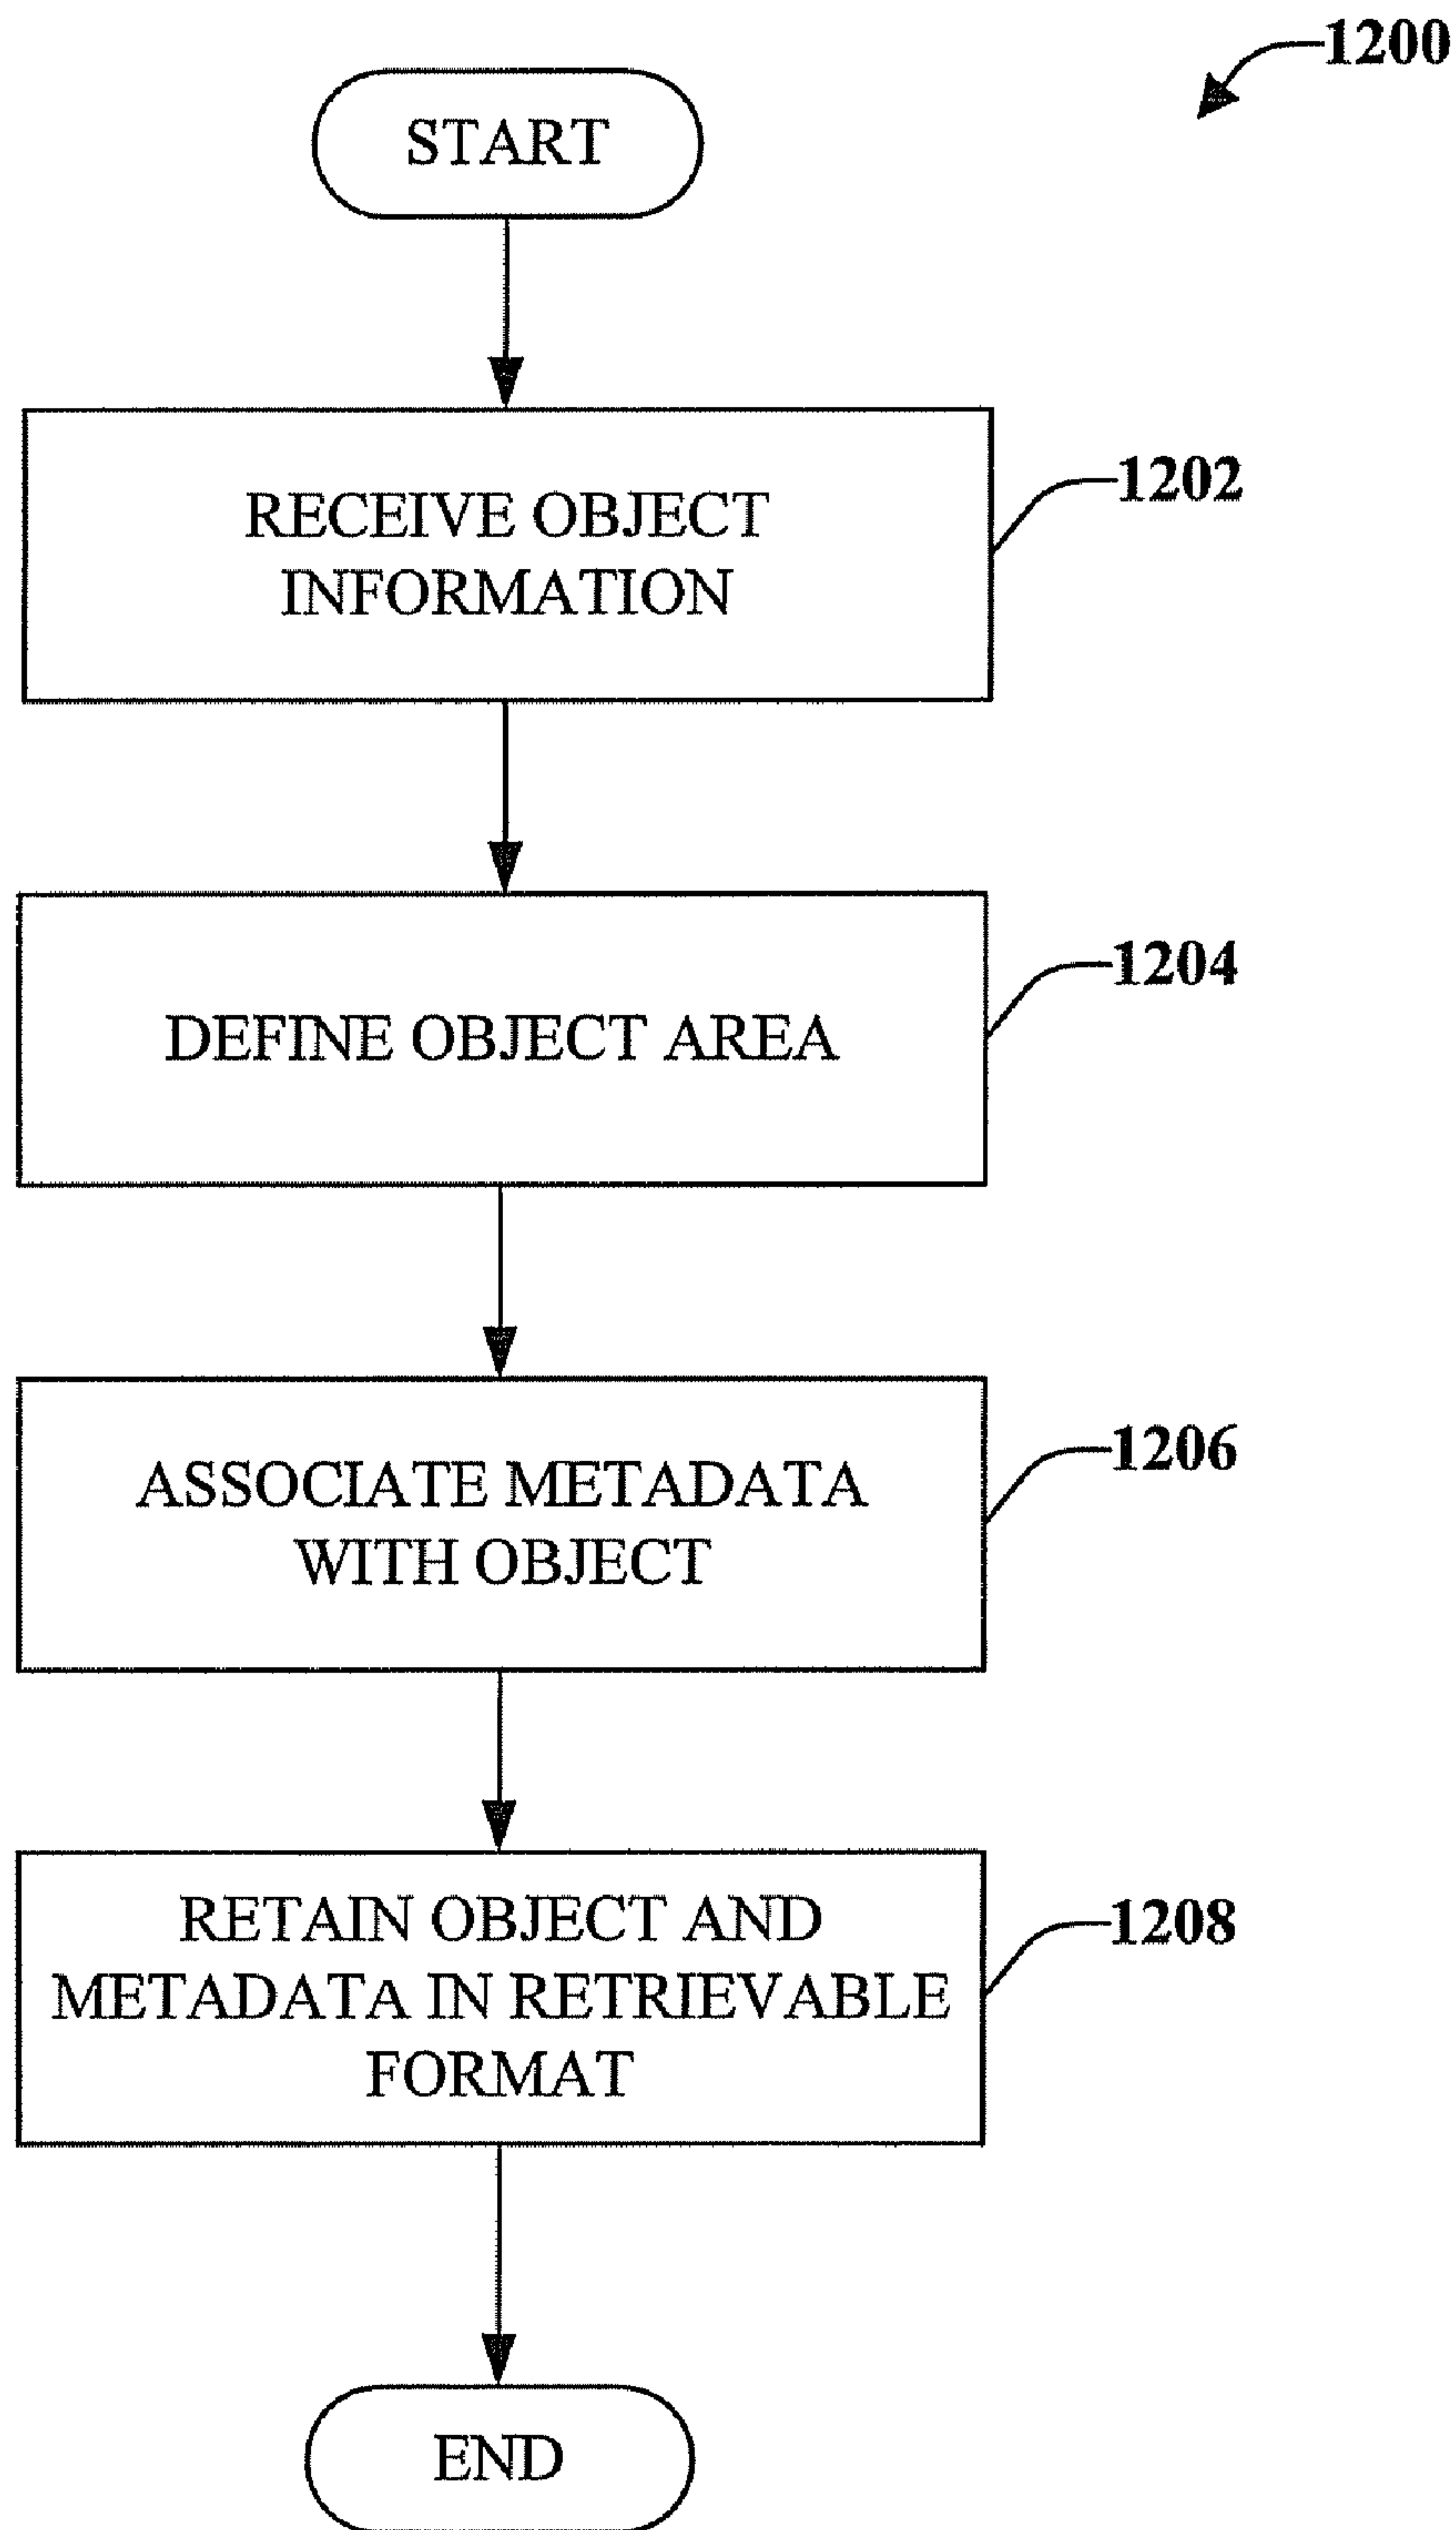 1200
START
RECEIVE OBJECT
INFORMATION
1202
DEFINE OBJECT AREA
1204
ASSOCIATE METADATA
WITH OBJECT
1206
RETAIN OBJECT AND
METADATA IN RETRIEVABLE
FORMAT
1208
END